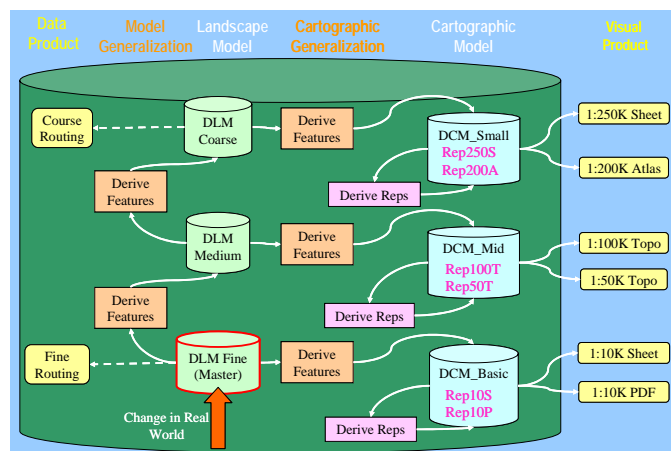 Data
Product
Model
Generalization
Landscape
Model
Cartographic
Generalization
Cartographic
Model
Visual
Product
Course
Routing
DLM
Coarse
Derive
Features
DCM_Small
Rep250S
Rep200A
1:250K Sheet
1:200K Atlas
Derive
Features
Derive Reps
DLM
Medium
Derive
Features
DCM_Mid
Rep100T
Rep50T
1:100K Topo
1:50K Topo
Derive
Features
Derive Reps
Fine
Routing
DLM Fine
(Master)
Derive
Features
DCM_Basic
Rep10S
Rep10P
1:10K Sheet
1:10K PDF
Change in Real
World
Derive Reps